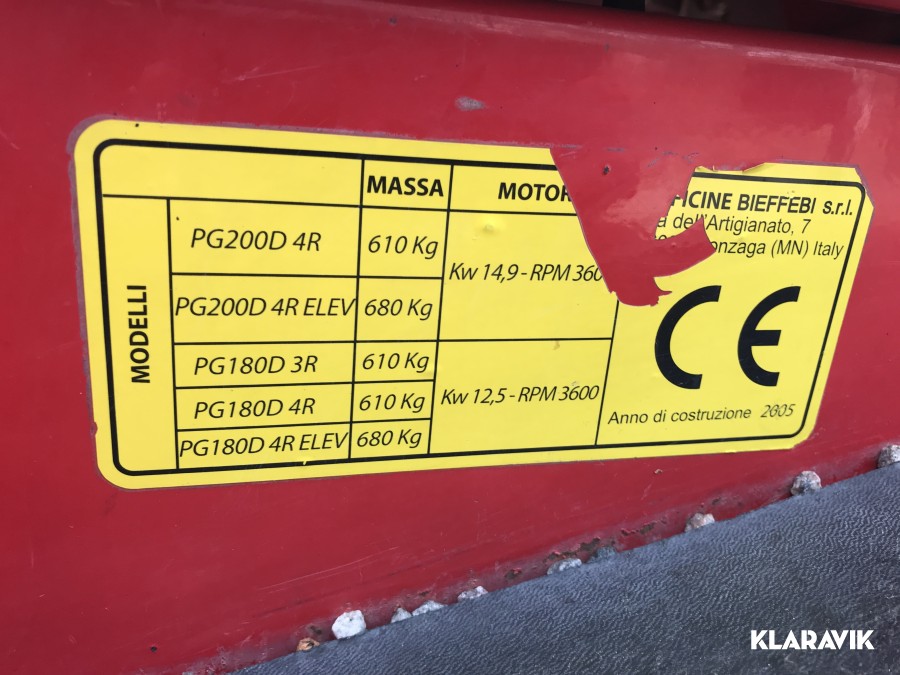 MASSA
MOTOR
PG200D 4R
610 Kg
Kw 14,9 - RPM 360
PG200D 4R ELEV
680 Kg
MODELLI
PG180D 3R
610 Kg
Kw 12,5 - RPM 3600
PG180D 4R
610 Kg
PG180D 4R ELEV
680 Kg
FICINE BIEFFEBI s.r.l.
dell'Artigianato, 7
onzaga (MN) Italy
CE
Anno di costruzione 2005
KLARAVIK